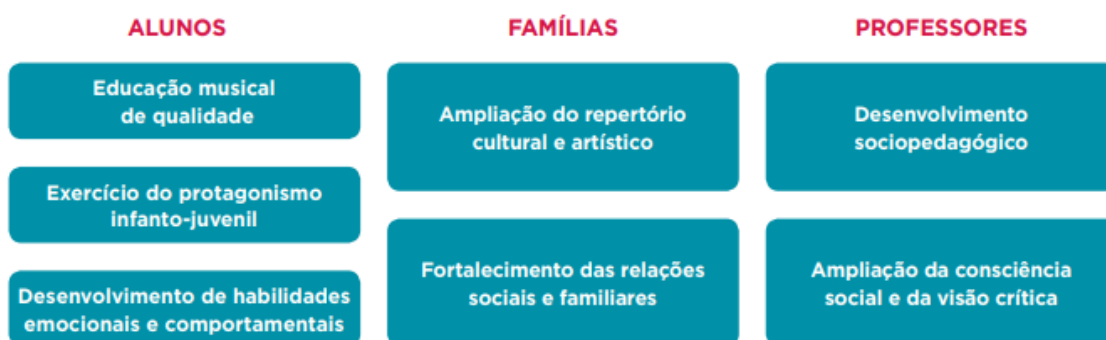 ALUNOS
Educação musical
de qualidade
Exercício do protagonismo
infanto-juvenil
Desenvolvimento de habilidades
emocionais e comportamentais
FAMÍLIAS
Ampliação do repertório
cultural e artístico
Fortalecimento das relações
sociais e familiares
PROFESSORES
Desenvolvimento
sociopedagógico
Ampliação da consciência
social e da visão crítica